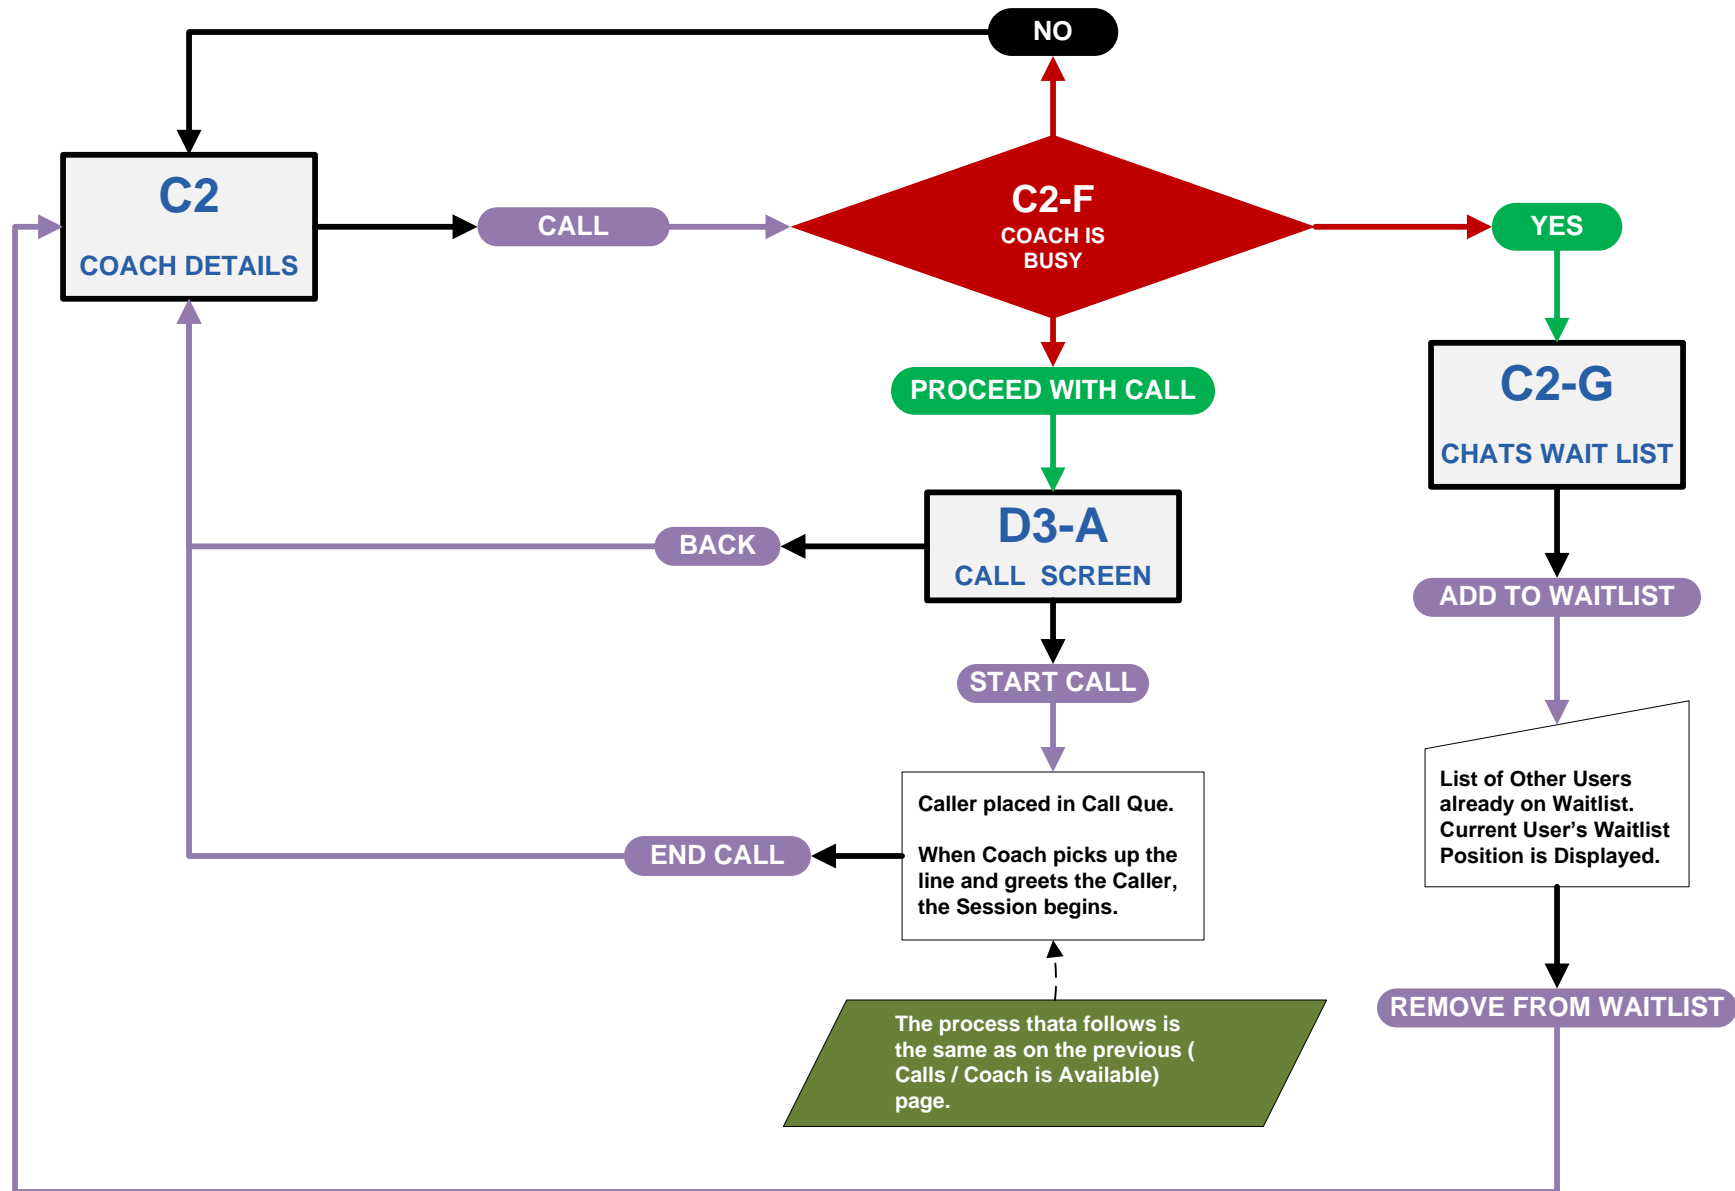 NO
C2
COACH DETAILS
CALL
C2-F
COACH IS
BUSY
YES
PROCEED WITH CALL
C2-G
CHATS WAIT LIST
D3-A
CALL SCREEN
BACK
ADD TO WAITLIST
START CALL
List of Other Users
already on Waitlist.
Current User’s Waitlist
Position is Displayed.
Caller placed in Call Que.
When Coach picks up the
line and greets the Caller,
the Session begins.
END CALL
REMOVE FROM WAITLIST
The process thata follows is
the same as on the previous (
Calls / Coach is Available)
page.